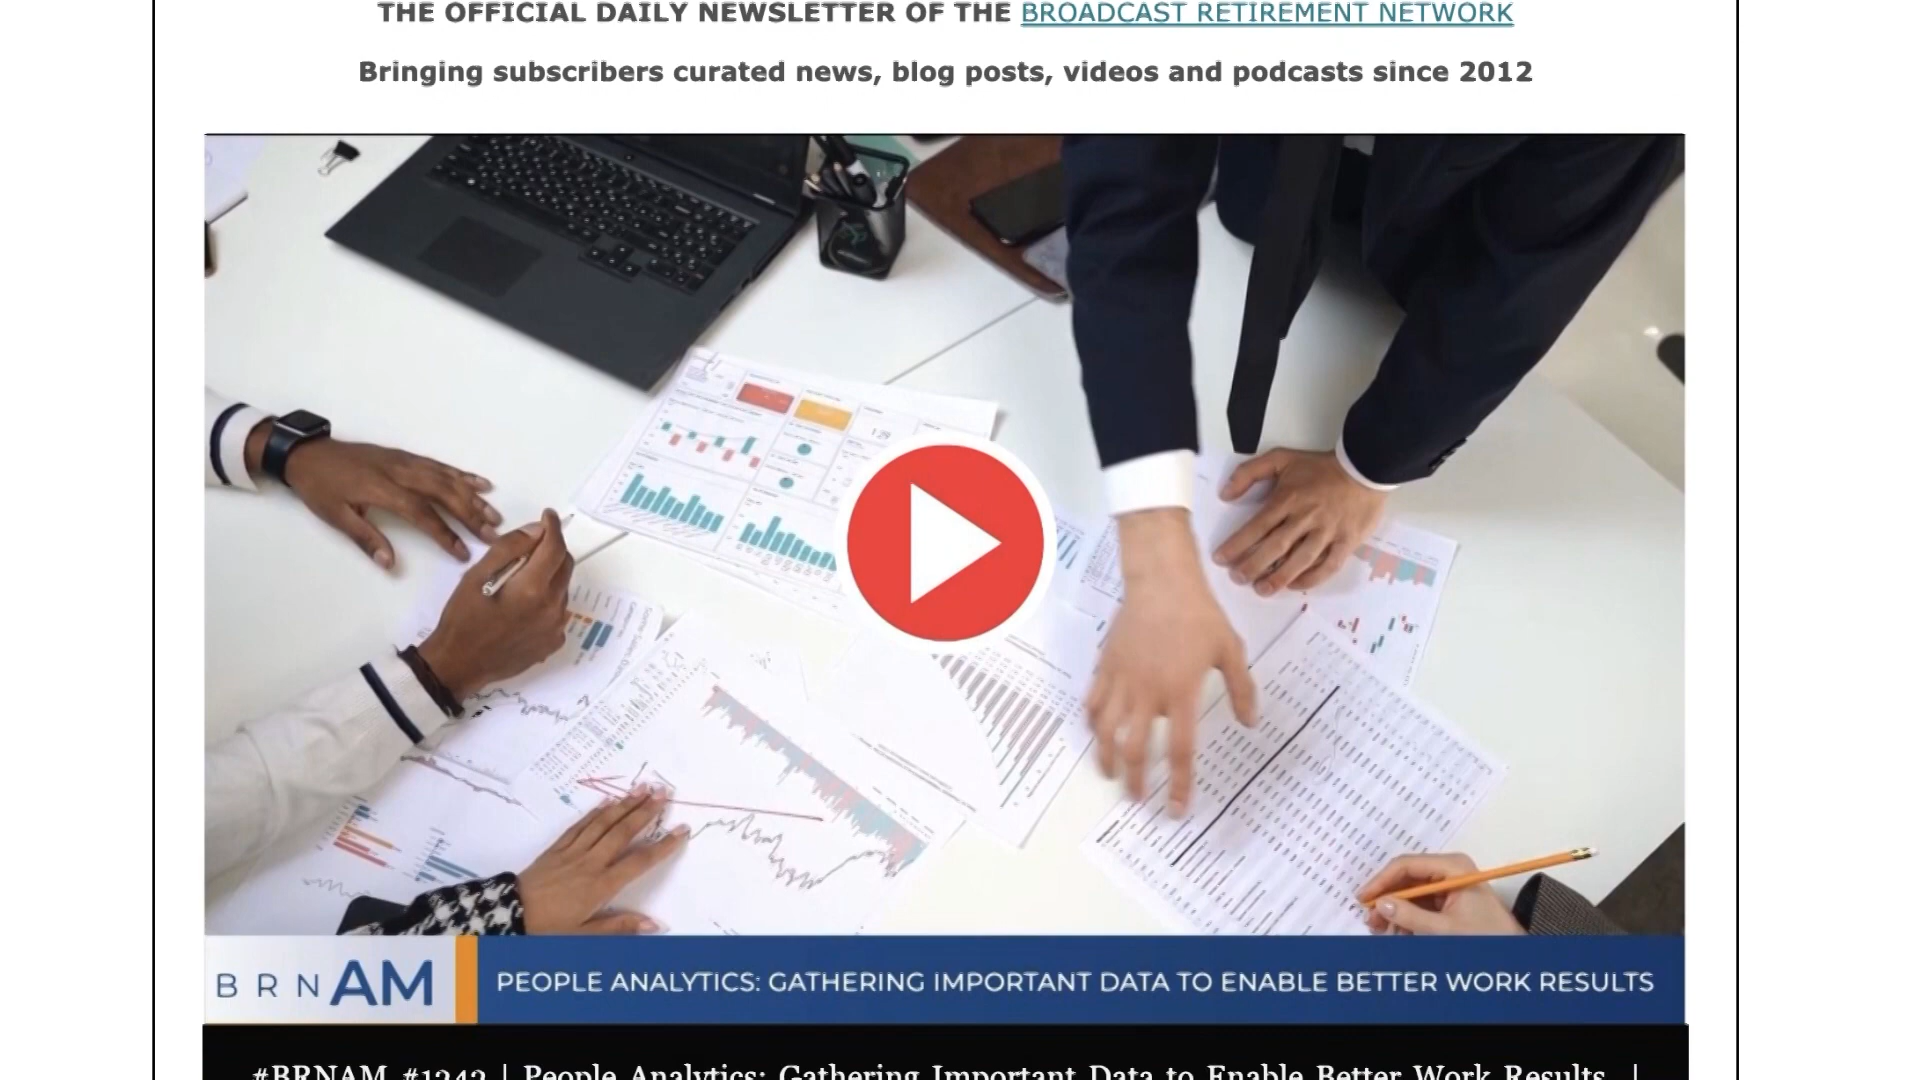 THE OFFICIAL DAILY NEWSLETTER OF THE BROADCAST RETIREMENT NETWORK
Bringing subscribers curated news, blog posts, videos and podcasts since 2012
BRNAM
PEOPLE ANALYTICS: GATHERING IMPORTANT DATA TO ENABLE BETTER WORK RESULTS
#BRNAM #1242 | People Analytics: Gathering Important Data to Enable Better Work Results |